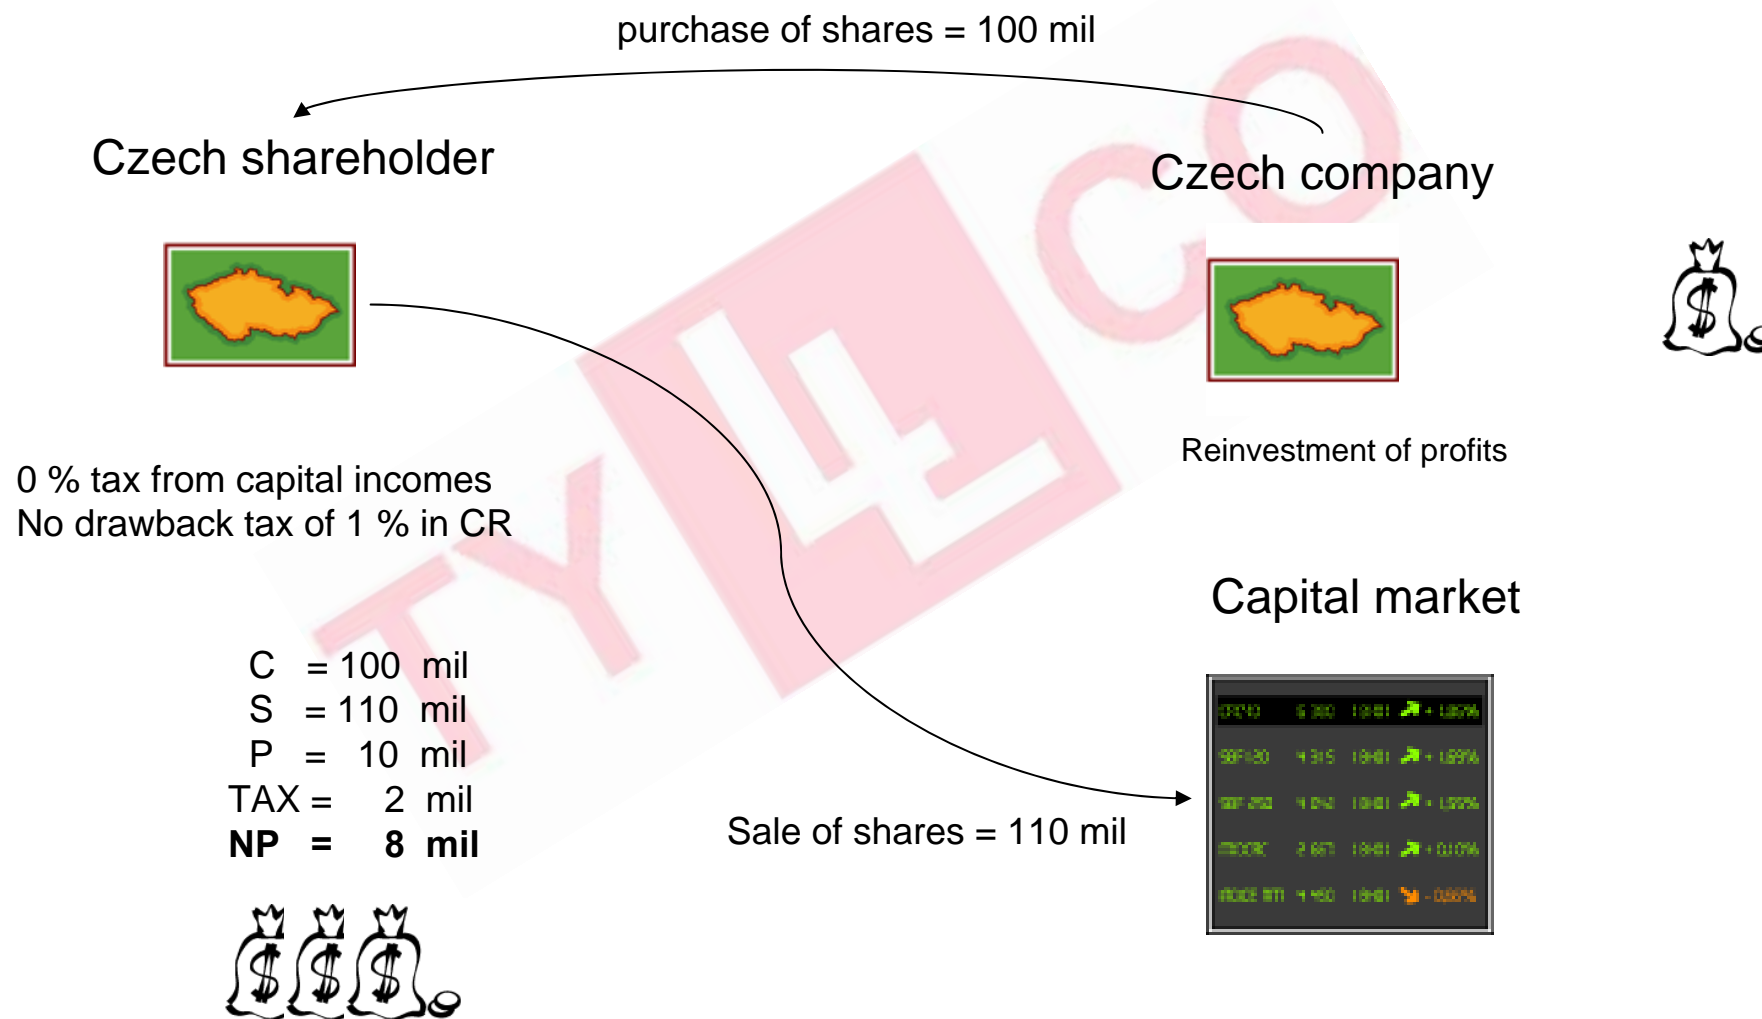 purchase of shares = 100 mil
Czech shareholder
Czech company
Reinvestment of profits
0 % tax from capital incomes
No drawback tax of 1 % in CR
Capital market
C = 100 mil
S = 110 mil
P = 10 mil
TAX = 2 mil
NP = 8 mil
Sale of shares = 110 mil
TY CO